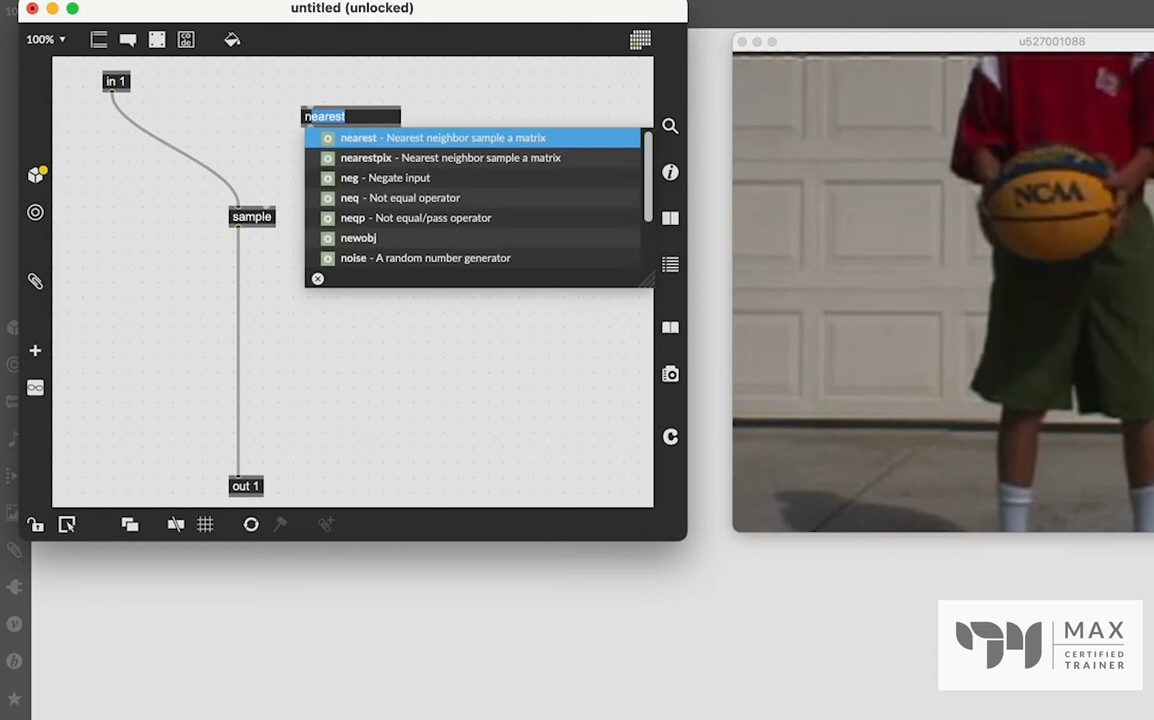 untitled (unlocked)
100%
co
de
in 1
nearest
nearest - Nearest neighbor sample a matrix
nearestpix - Nearest neighbor sample a matrix
neg - Negate input
neq - Not equal operator
neqp - Not equal/pass operator
newobj
noise - A random number generator
sample
out 1
u527001088
NCAA
MAX
CERTIFIED
TRAINER